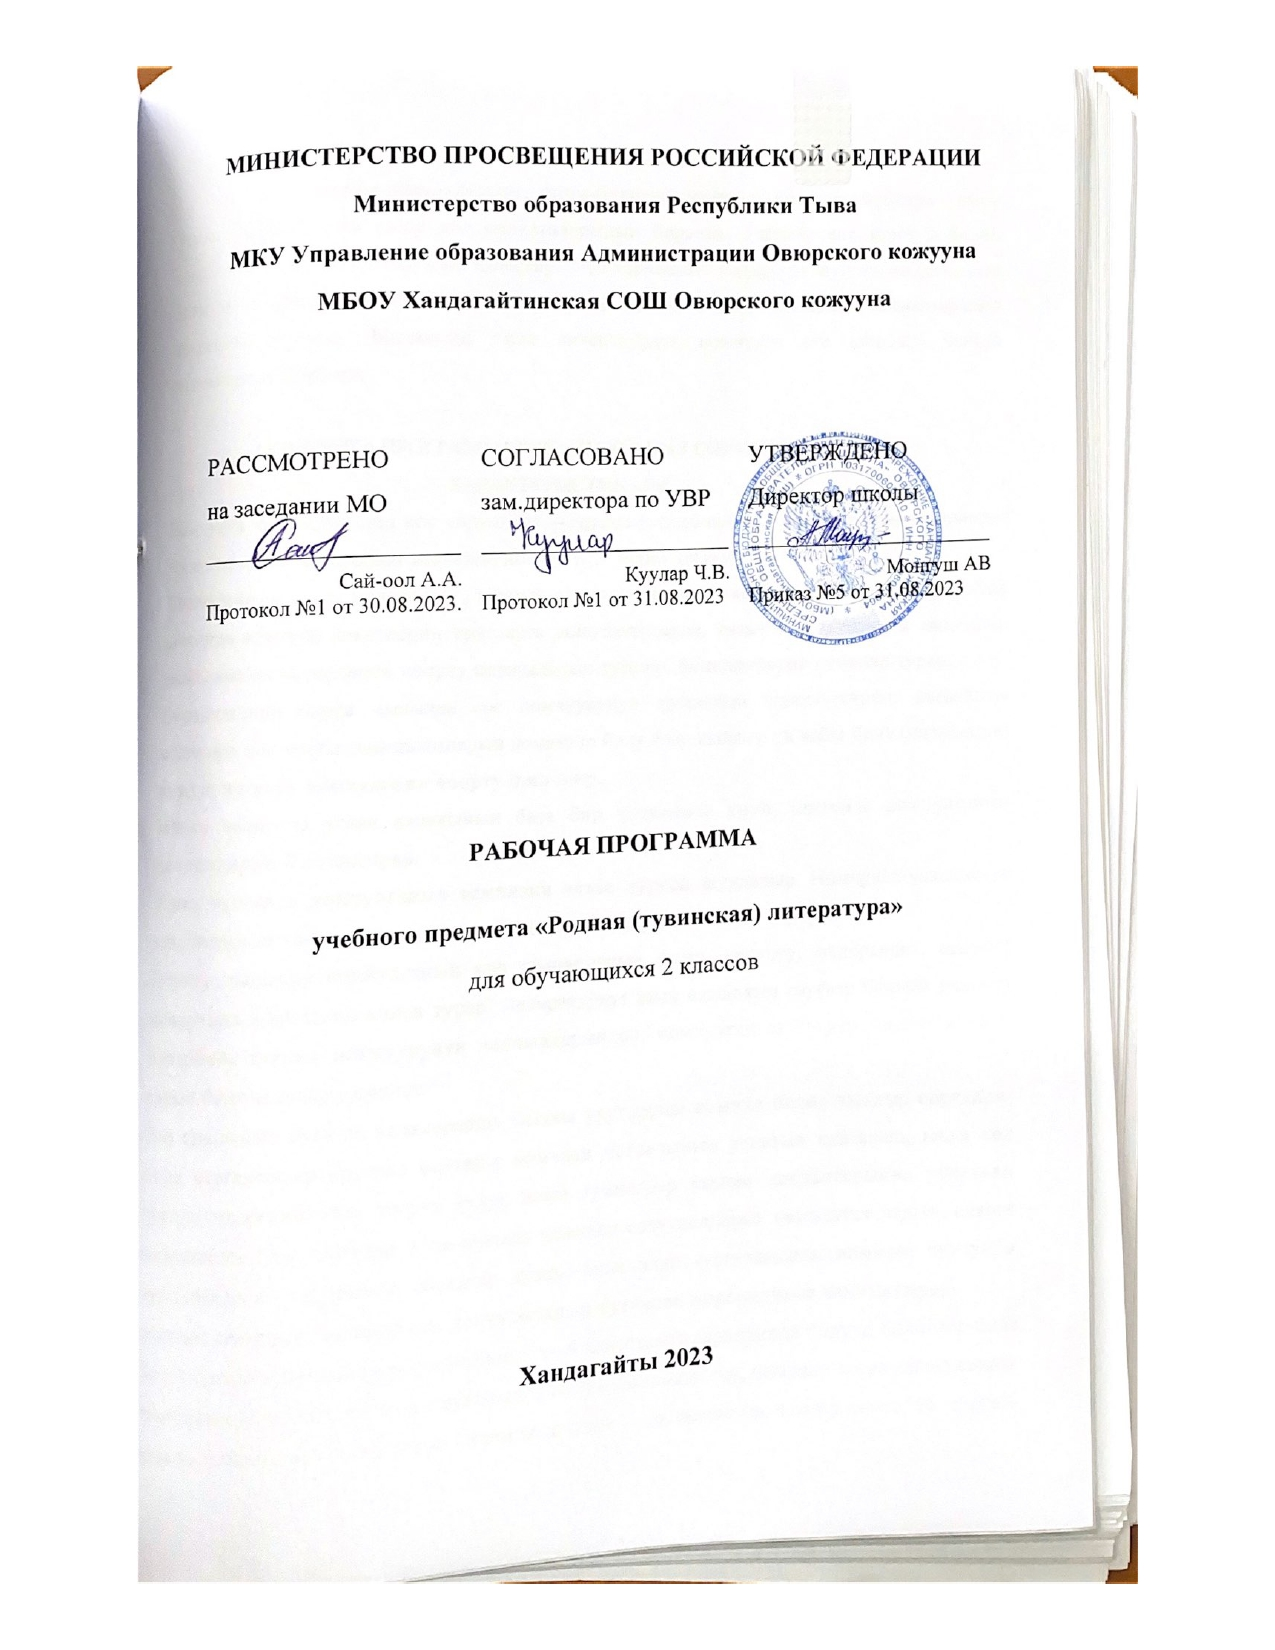 МИНИСТЕРСТВО ПРОСВЕЩЕНИЯ РОССИЙСКОЙ ФЕДЕРАЦИИ
Министерство образования Республики Тыва
МКУ Управление образования Администрации Овюрского кожууна
МБОУ Хандагайтинская СОШ Овюрского кожууна
РАССМОТРЕНО
на заседании МО
Сай-оол А.А.
Протокол №1 от 30.08.2023.
СОГЛАСОВАНО
зам.директора по УВР
Куулар
Куулар Ч.В.
Протокол №1 от 31.08.2023
УТВЕРЖДЕНО
Директор школы
Монгуш АВ
Приказ №5 от 31.08.2023
РАБОЧАЯ ПРОГРАММА
учебного предмета «Родная (тувинская) литература»
для обучающихся 2 классов
Хандагайты 2023